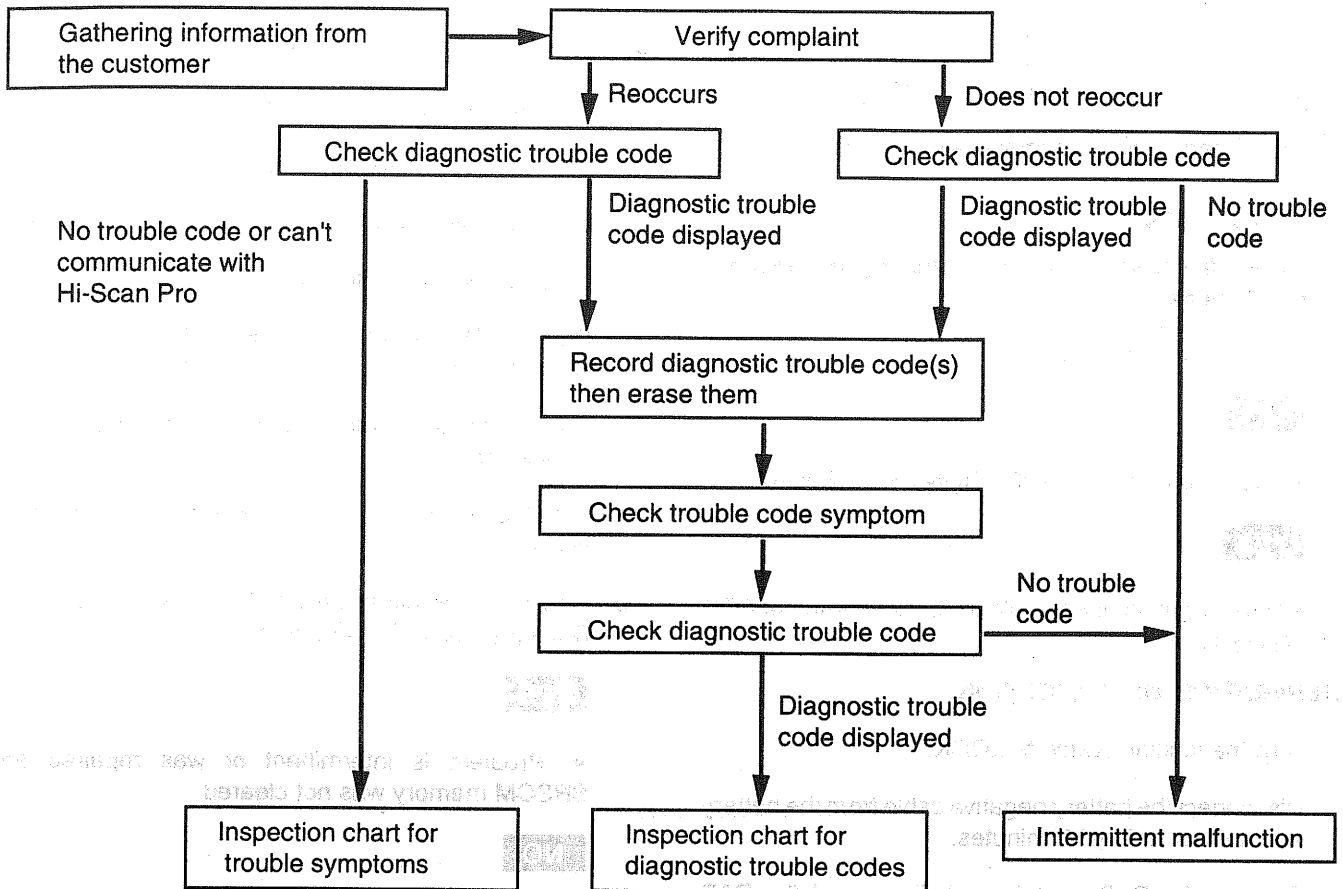 Gathering information from
the customer
Verify complaint
Reoccurs
Does not reoccur
Check diagnostic trouble code
Check diagnostic trouble code
No trouble code or can't
communicate with
Hi-Scan Pro
Diagnostic trouble
code displayed
Diagnostic trouble
code displayed
No trouble
code
Record diagnostic trouble code(s)
then erase them
Check trouble code symptom
Check diagnostic trouble code
No trouble
code
Diagnostic trouble
code displayed
Inspection chart for
trouble symptoms
Inspection chart for
diagnostic trouble codes
Intermittent malfunction